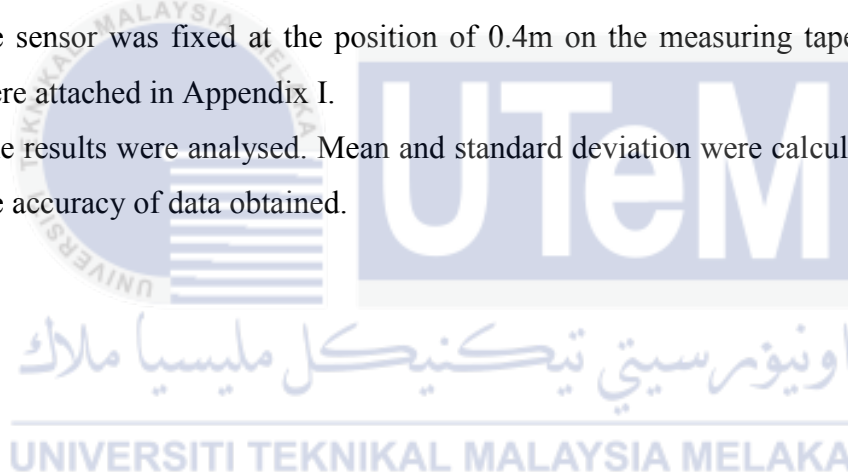 e sensor was fixed at the position of 0.4m on the measuring tape
ere attached in Appendix I.
e results were analysed. Mean and standard deviation were calcul
e accuracy of data obtained.
UTeM
اونيۏرسيتي تيكنيكل مليسيا ملاك
UNIVERSITI TEKNIKAL MALAYSIA MELAKA